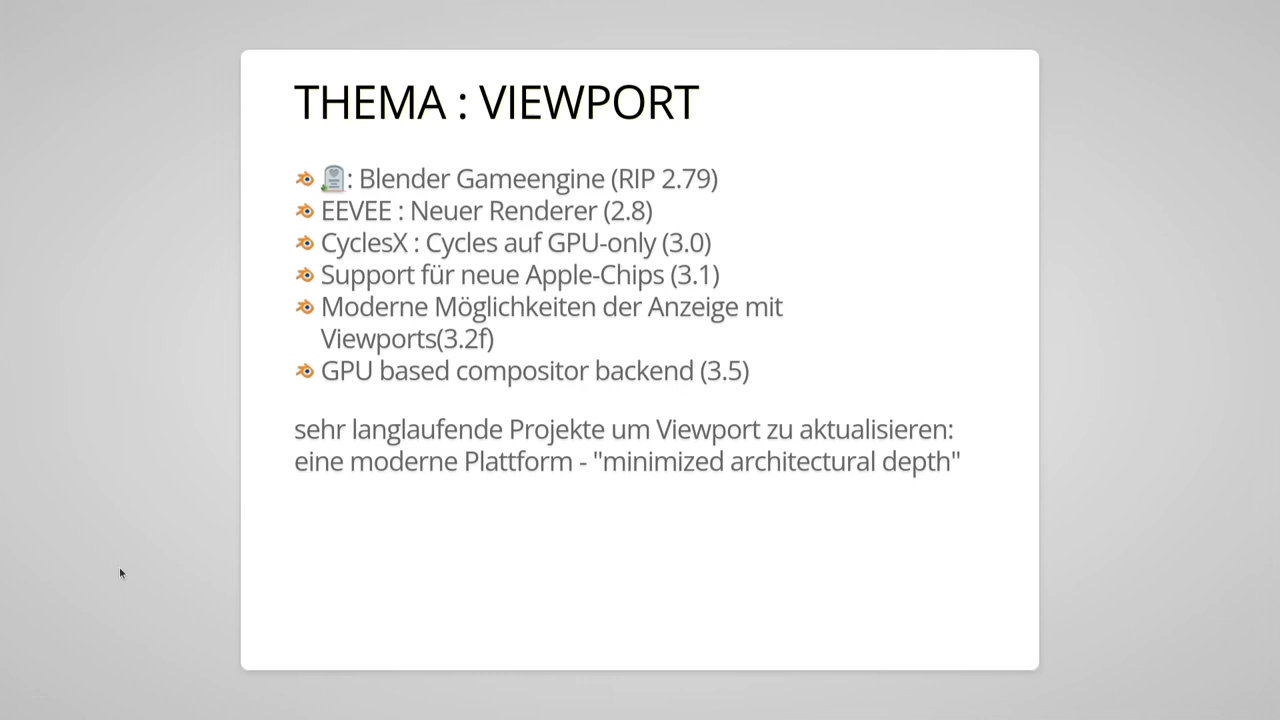 THEMA : VIEWPORT
🪦: Blender Gameengine (RIP 2.79)
EEVEE : Neuer Renderer (2.8)
CyclesX : Cycles auf GPU-only (3.0)
Support für neue Apple-Chips (3.1)
Moderne Möglichkeiten der Anzeige mit
Viewports(3.2f)
GPU based compositor backend (3.5)
sehr langlaufende Projekte um Viewport zu aktualisieren:
eine moderne Plattform - "minimized architectural depth"